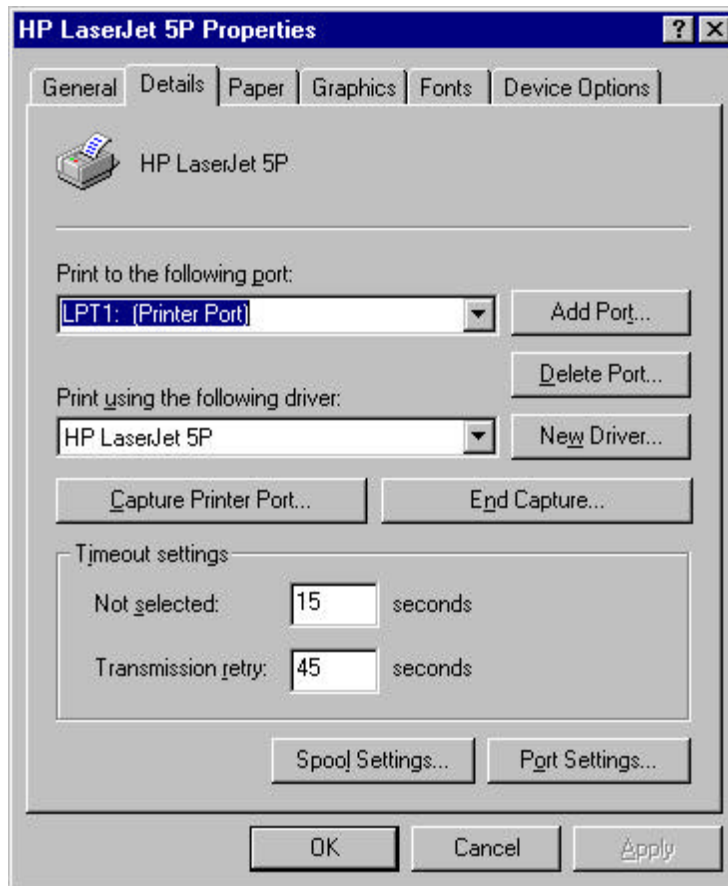 HP LaserJet 5P Properties
General Details Paper Graphics Fonts Device Options
HP LaserJet 5P
Print to the following port:
LPT1: (Printer Port) Add Port...
Delete Port...
Print using the following driver:
HP LaserJet 5P New Driver...
Capture Printer Port... End Capture...
Timeout settings
Not selected: 15 seconds
Transmission retry: 45 seconds
Spool Settings... Port Settings...
OK Cancel Apply